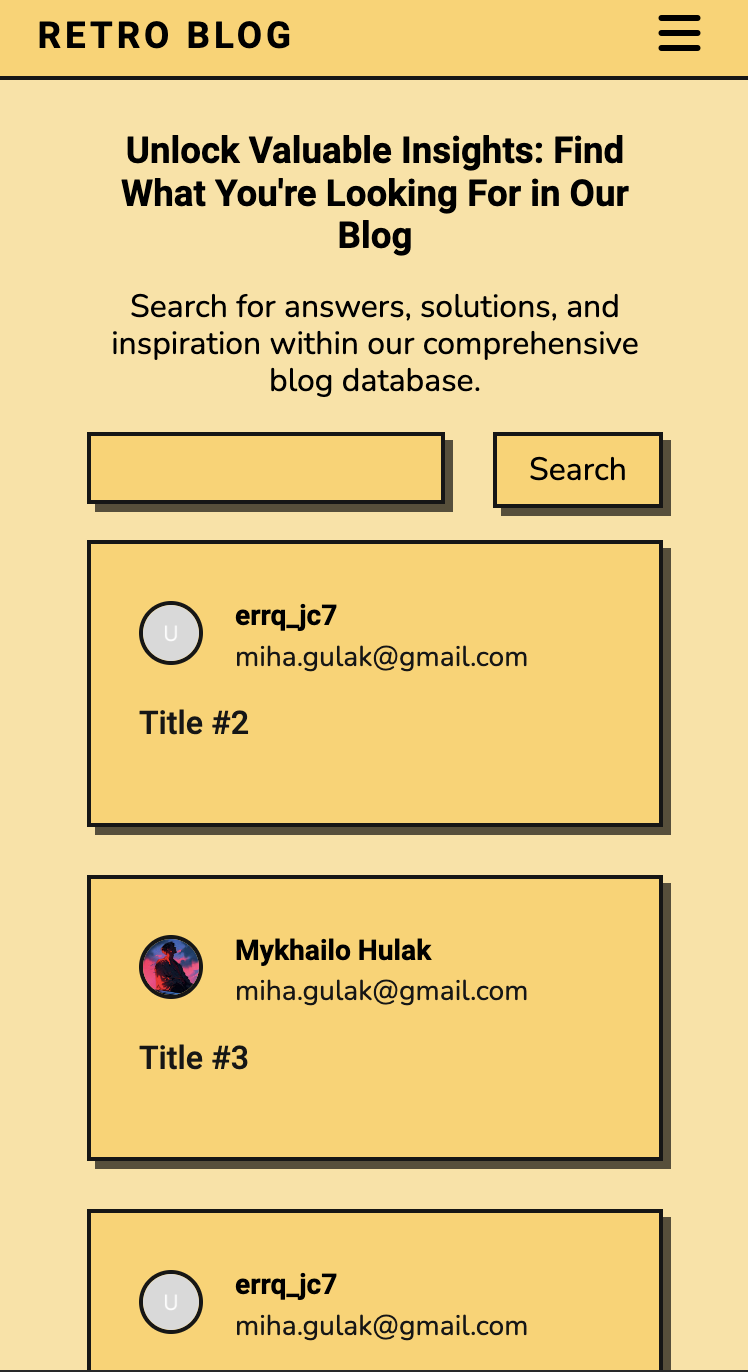 RETRO BLOG
Unlock Valuable Insights: Find
What You're Looking For in Our
Blog
Search for answers, solutions, and
inspiration within our comprehensive
blog database.
Search
U
errq_jc7
miha.gulak@gmail.com
Title #2
Mykhailo Hulak
miha.gulak@gmail.com
Title #3
U
errq_jc7
miha.gulak@gmail.com